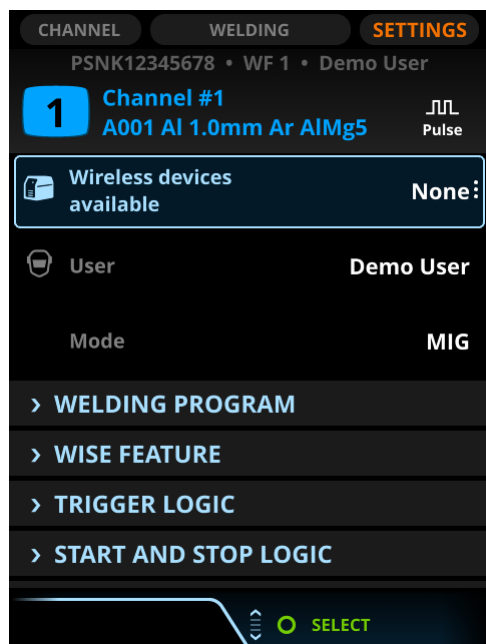 CHANNEL WELDING SETTINGS
PSNK12345678 • WF 1 • Demo User
1
Channel #1
A001 Al 1.0mm Ar AlMg5
Pulse
Wireless devices
available
None
User
Demo User
Mode
MIG
› WELDING PROGRAM
› WISE FEATURE
› TRIGGER LOGIC
› START AND STOP LOGIC
SELECT